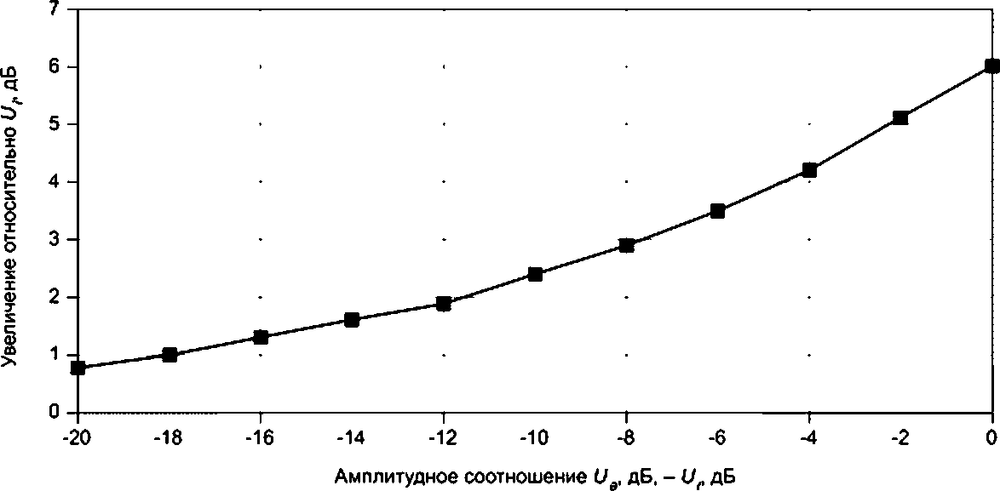 Увеличение относительно U_r, дБ
7
6
5
4
3
2
1
0
-20 -18 -16 -14 -12 -10 -8 -6 -4 -2 0
Амплитудное соотношение U_e, дБ, – U_r, дБ